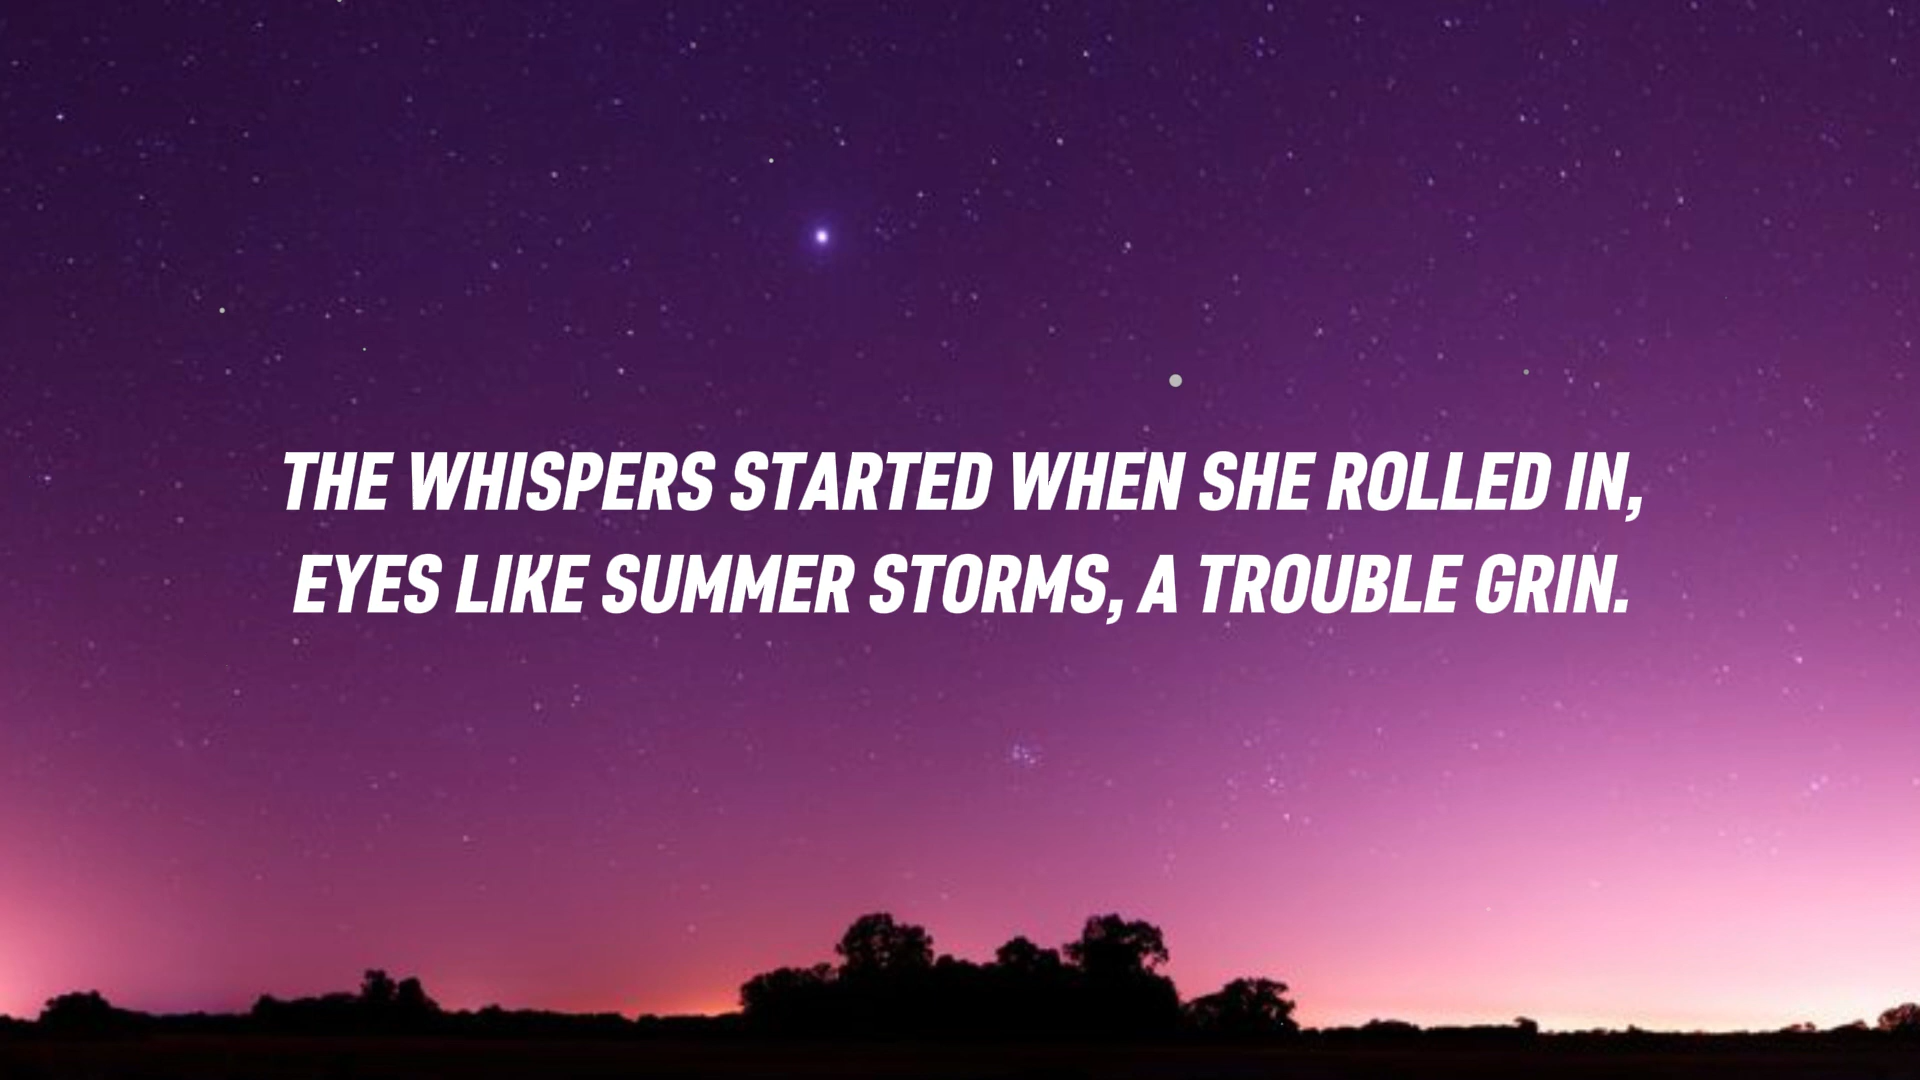 THE WHISPERS STARTED WHEN SHE ROLLED IN,
EYES LIKE SUMMER STORMS, A TROUBLE GRIN.